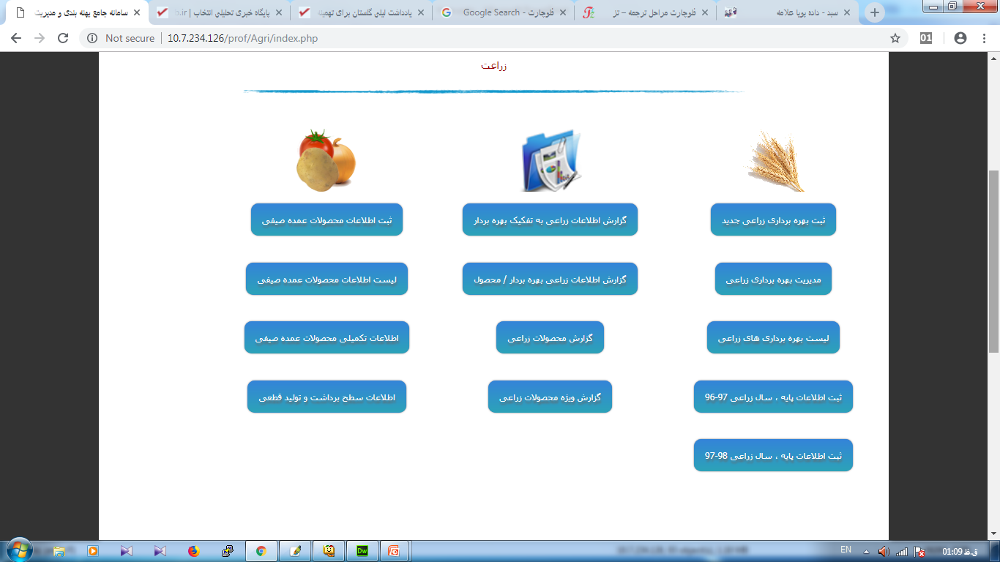 سامانه جامع پهنه بندی و مدیریت
پایگاه خبری تحلیلی انتخاب | b.ir
یادداشت لیلی گلستان برای تهمینه
فلوچارت - Google Search
فلوچارت مراحل ترجمه – تز
سبد - داده پویا علامه
Not secure
10.7.234.126/prof/Agri/index.php
01
زراعت
ثبت بهره برداری زراعی جدید
گزارش اطلاعات زراعی به تفکیک بهره بردار
ثبت اطلاعات محصولات عمده صیفی
مدیریت بهره برداری زراعی
گزارش اطلاعات زراعی بهره بردار / محصول
لیست اطلاعات محصولات عمده صیفی
لیست بهره برداری های زراعی
گزارش محصولات زراعی
اطلاعات تکمیلی محصولات عمده صیفی
ثبت اطلاعات پایه ، سال زراعی 97-96
گزارش ویژه محصولات زراعی
اطلاعات سطح برداشت و تولید قطعی
ثبت اطلاعات پایه ، سال زراعی 98-97
Dw
EN
01:09 ق.ظ